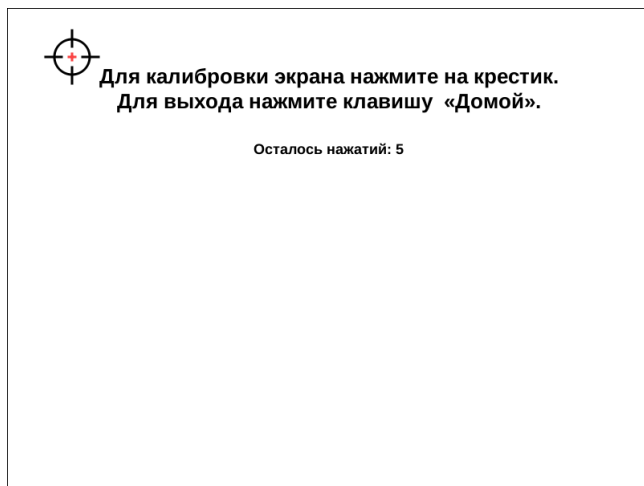 Для калибровки экрана нажмите на крестик.
Для выхода нажмите клавишу «Домой».
Осталось нажатий: 5